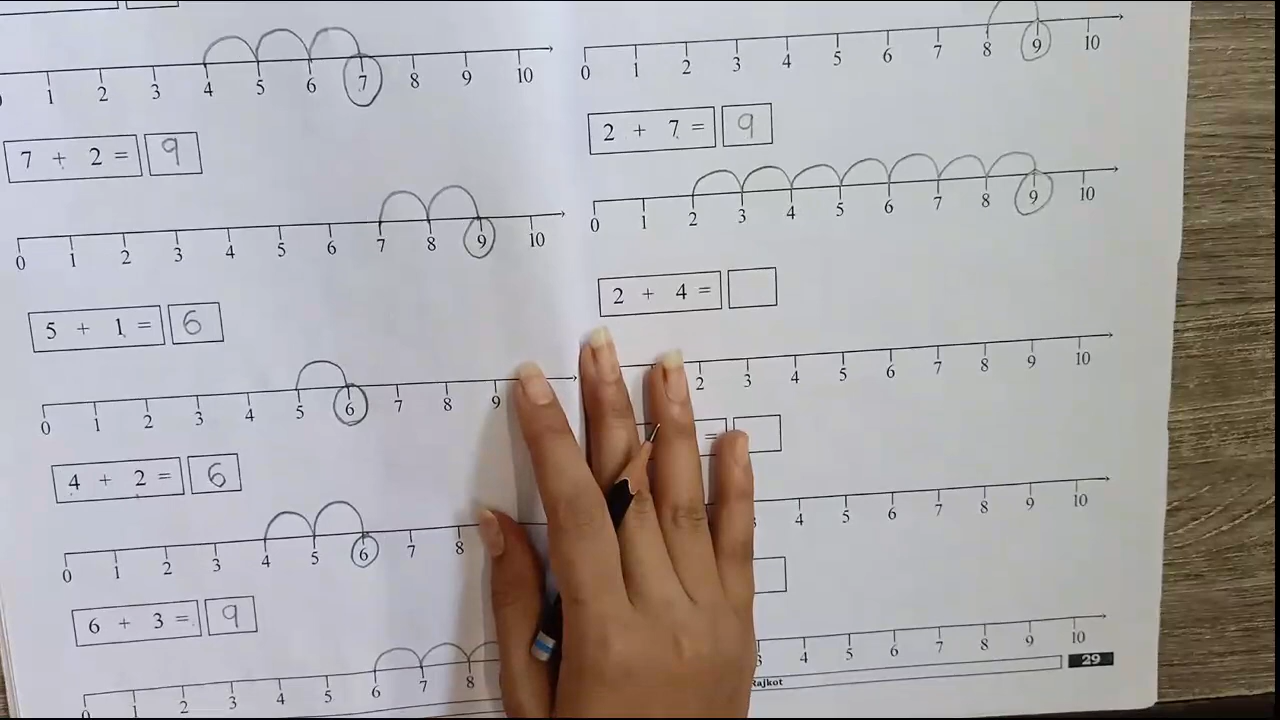 1 2 3 4 5 6 7 8 9 10
7 + 2 = 9
0 1 2 3 4 5 6 7 8 9 10
5 + 1 = 6
0 1 2 3 4 5 6 7 8 9
4 + 2 = 6
0 1 2 3 4 5 6 7 8
6 + 3 = 9
0 1 2 3 4 5 6 7 8
0 1 2 3 4 5 6 7 8 9 10
2 + 7 = 9
0 1 2 3 4 5 6 7 8 9 10
2 + 4 =
2 3 4 5 6 7 8 9 10
=
4 5 6 7 8 9 10
3 4 5 6 7 8 9 10
Rajkot 29